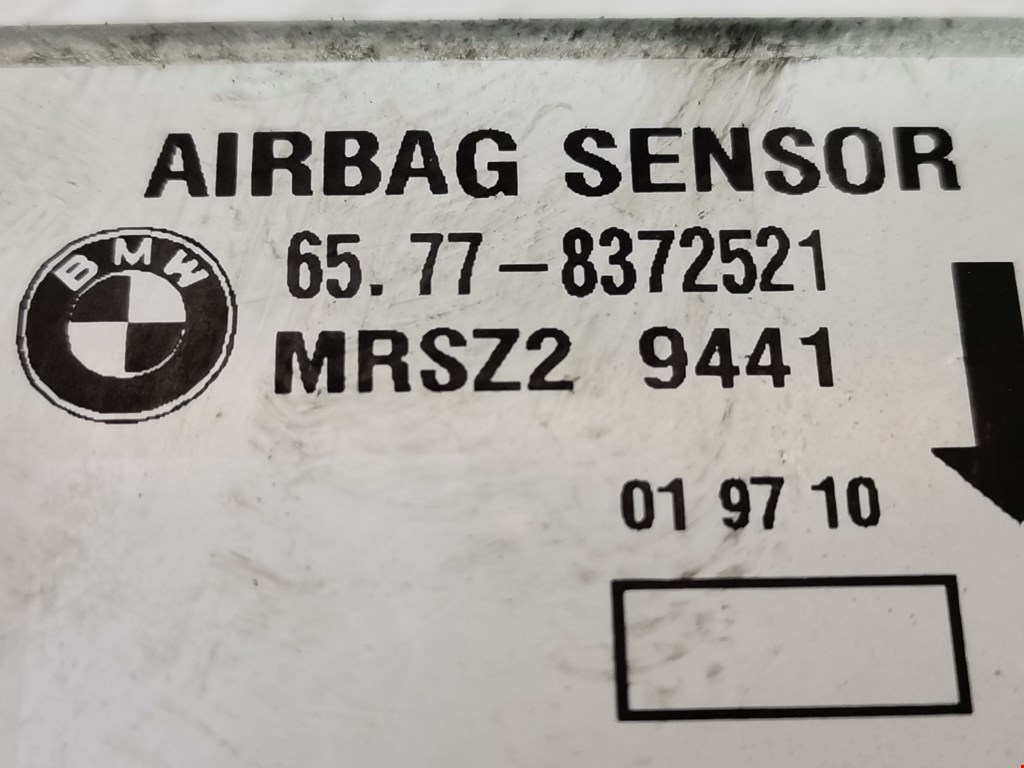 AIRBAG SENSOR
BMW
65.77-8372521
MRSZ2 9441
01 97 10